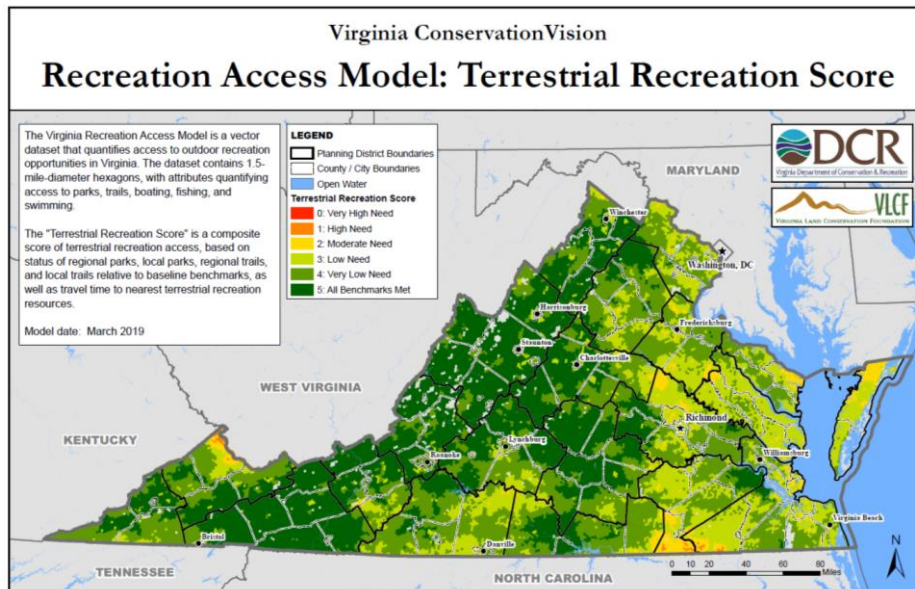 Virginia ConservationVision
Recreation Access Model: Terrestrial Recreation Score
The Virginia Recreation Access Model is a vector
dataset that quantifies access to outdoor recreation
opportunities in Virginia. The dataset contains 1.5-
mile-diameter hexagons, with attributes quantifying
access to parks, trails, boating, fishing, and
swimming.
The "Terrestrial Recreation Score" is a composite
score of terrestrial recreation access, based on
status of regional parks, local parks, regional trails,
and local trails relative to baseline benchmarks, as
well as travel time to nearest terrestrial recreation
resources.
Model date: March 2019
LEGEND
Planning District Boundaries
County / City Boundaries
Open Water
Terrestrial Recreation Score
0: Very High Need
1: High Need
2: Moderate Need
3: Low Need
4: Very Low Need
5: All Benchmarks Met
DCR
Virginia Department of Conservation & Recreation
VLCF
VIRGINIA LAND CONSERVATION FOUNDATION
MARYLAND
Winchester
Washington, DC
Harrisonburg
Fredericksburg
Staunton
Charlottesville
WEST VIRGINIA
Richmond
KENTUCKY
Lynchburg
Roanoke
Williamsburg
Virginia Beach
Bristol
Danville
TENNESSEE
NORTH CAROLINA
0 10 20 40 60 80
Miles
N